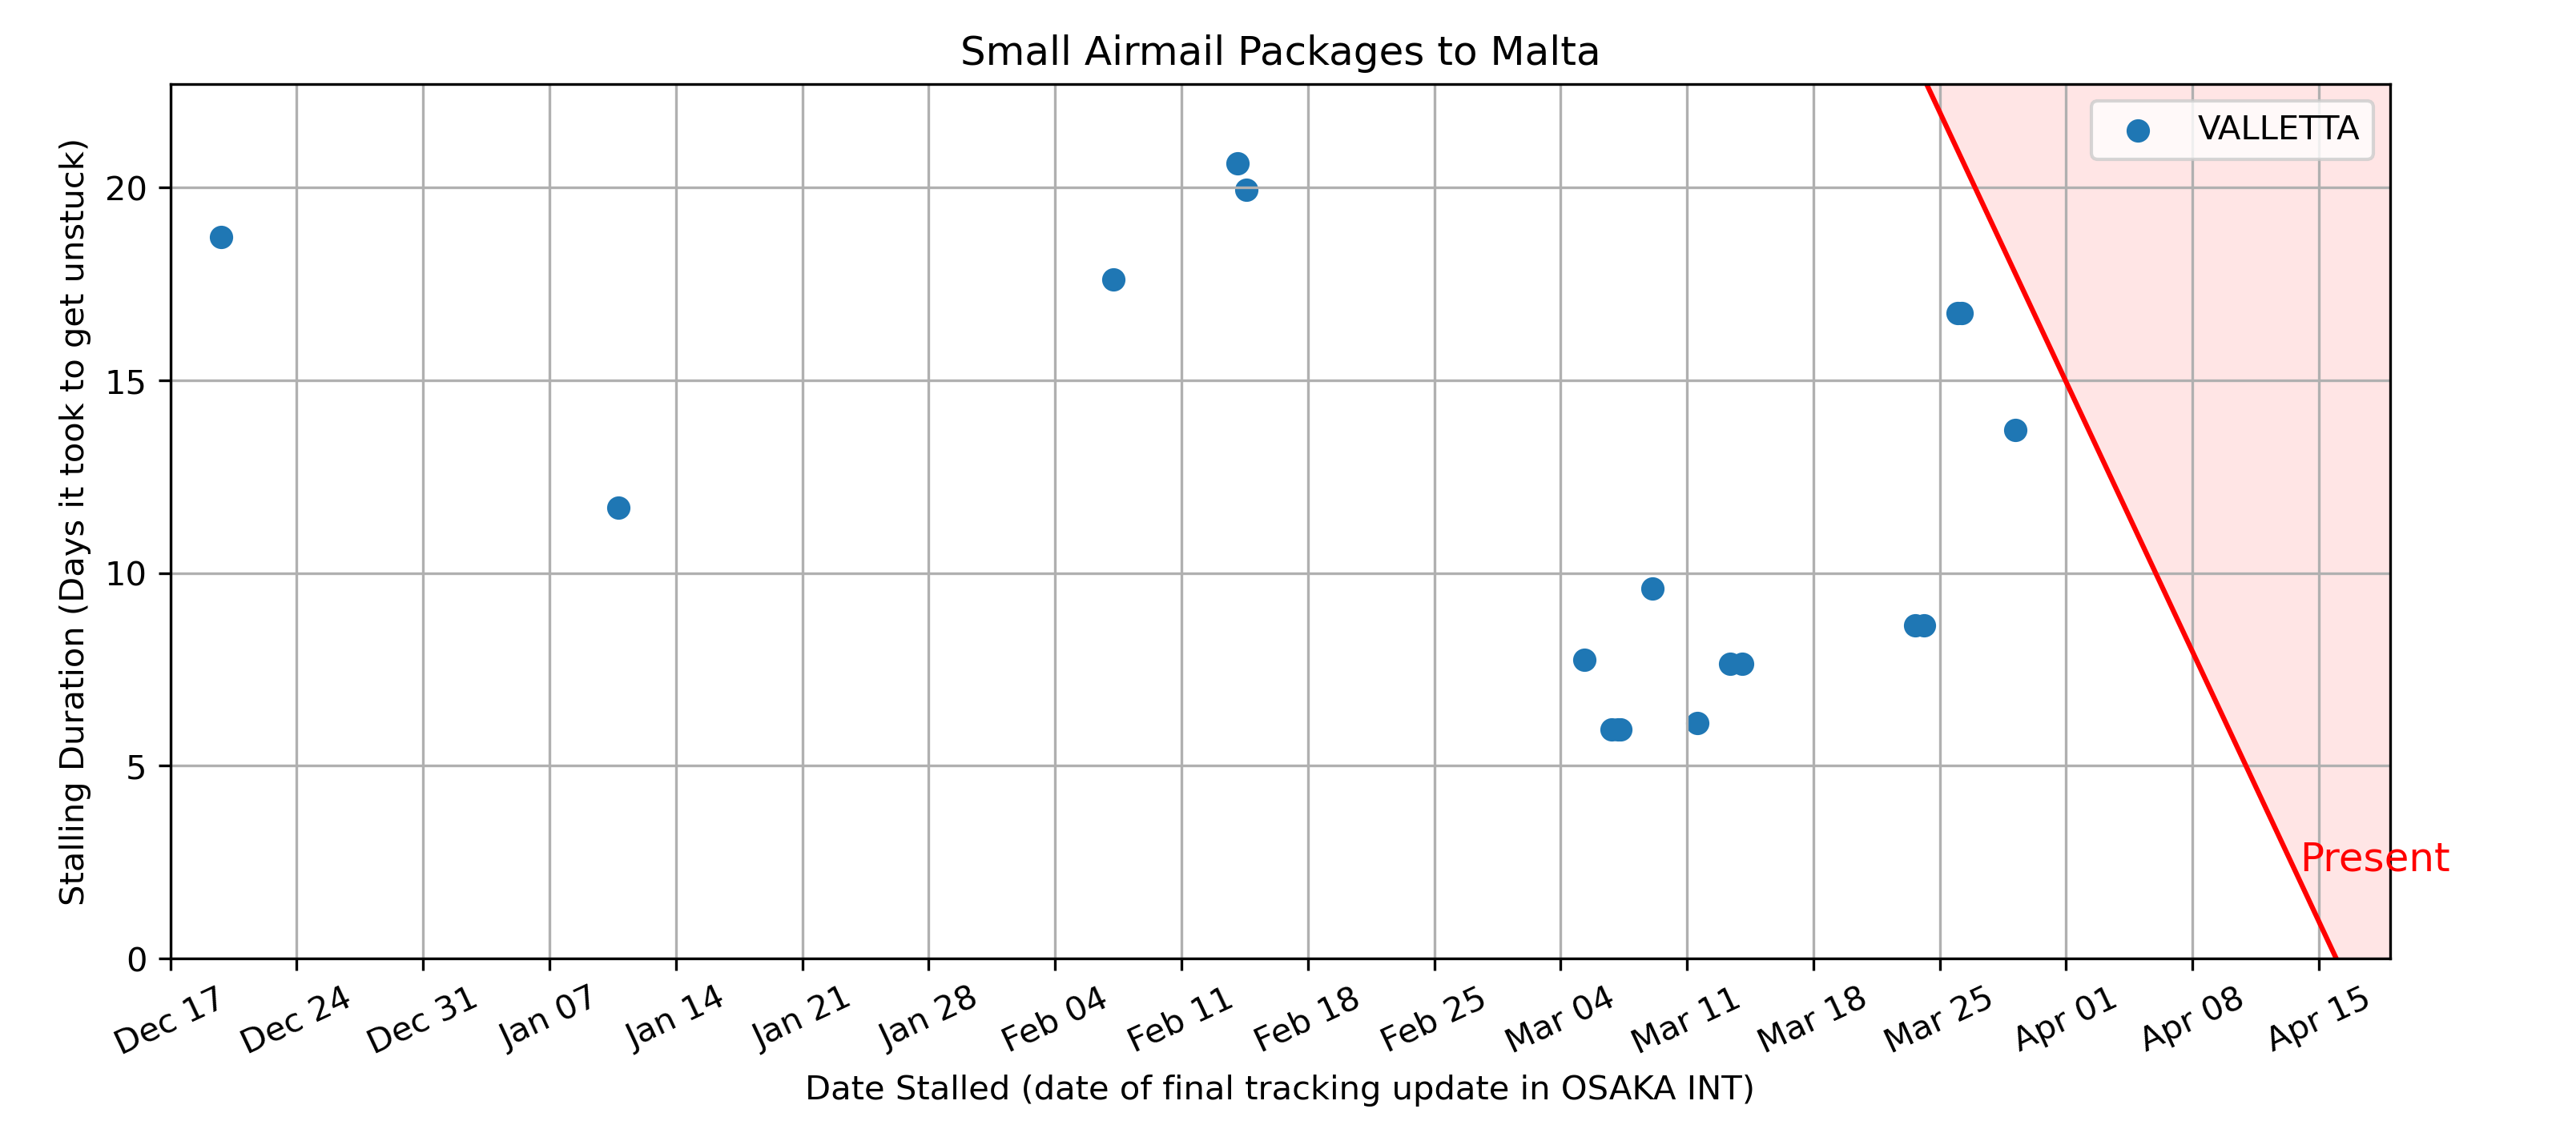 Small Airmail Packages to Malta
VALLETTA
Stalling Duration (Days it took to get unstuck)
20
15
10
5
0
Present
Dec 17 Dec 24 Dec 31 Jan 07 Jan 14 Jan 21 Jan 28 Feb 04 Feb 11 Feb 18 Feb 25 Mar 04 Mar 11 Mar 18 Mar 25 Apr 01 Apr 08 Apr 15
Date Stalled (date of final tracking update in OSAKA INT)